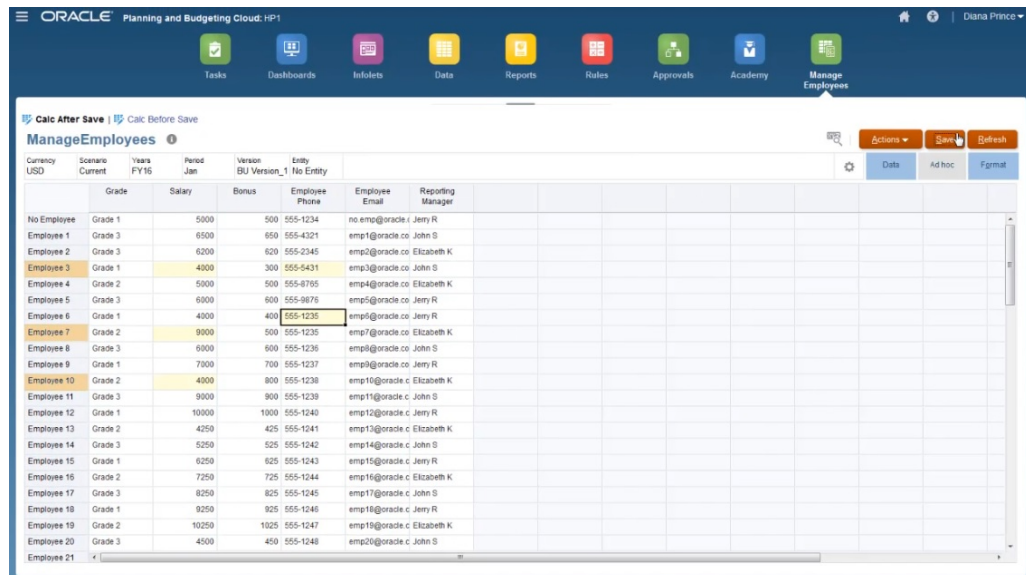 ORACLE Planning and Budgeting Cloud: HP1 Diana Prince
Tasks Dashboards Infolets Data Reports Rules Approvals Academy Manage Employees
Calc After Save | Calc Before Save
ManageEmployees
Actions Save Refresh
Currency Scenario Years Period Version Entity
USD Current FY16 Jan BU Version_1 No Entity
Data Ad hoc Format
Grade Salary Bonus Employee Phone Employee Email Reporting Manager
No Employee Grade 1 5000 500 555-1234 no.emp@oracle.( Jerry R
Employee 1 Grade 3 6500 650 555-4321 emp1@oracle.co John S
Employee 2 Grade 3 6200 620 555-2345 emp2@oracle.co Elizabeth K
Employee 3 Grade 1 4000 300 555-5431 emp3@oracle.co John S
Employee 4 Grade 2 5000 500 555-8765 emp4@oracle.co Elizabeth K
Employee 5 Grade 3 6000 600 555-9876 emp5@oracle.co Jerry R
Employee 6 Grade 1 4000 400 555-1235 emp6@oracle.co Jerry R
Employee 7 Grade 2 9000 500 555-1235 emp7@oracle.co Elizabeth K
Employee 8 Grade 3 6000 600 555-1236 emp8@oracle.co John S
Employee 9 Grade 1 7000 700 555-1237 emp9@oracle.co Jerry R
Employee 10 Grade 2 4000 800 555-1238 emp10@oracle.c Elizabeth K
Employee 11 Grade 3 9000 900 555-1239 emp11@oracle.c John S
Employee 12 Grade 1 10000 1000 555-1240 emp12@oracle.c Jerry R
Employee 13 Grade 2 4250 425 555-1241 emp13@oracle.c Elizabeth K
Employee 14 Grade 3 5250 525 555-1242 emp14@oracle.c John S
Employee 15 Grade 1 6250 625 555-1243 emp15@oracle.c Jerry R
Employee 16 Grade 2 7250 725 555-1244 emp16@oracle.c Elizabeth K
Employee 17 Grade 3 8250 825 555-1245 emp17@oracle.c John S
Employee 18 Grade 1 9250 925 555-1246 emp18@oracle.c Jerry R
Employee 19 Grade 2 10250 1025 555-1247 emp19@oracle.c Elizabeth K
Employee 20 Grade 3 4500 450 555-1248 emp20@oracle.c John S
Employee 21